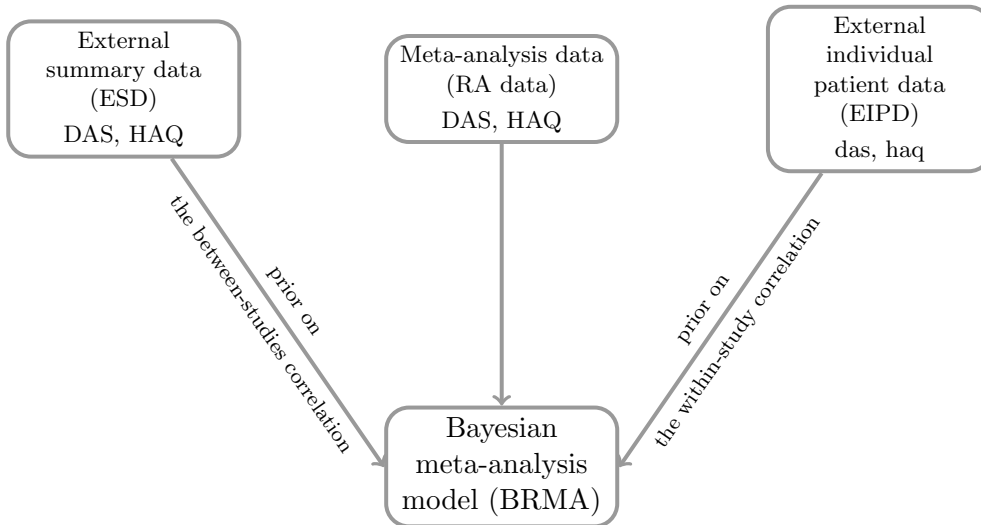 External
summary data
(ESD)
DAS, HAQ
Meta-analysis data
(RA data)
DAS, HAQ
External
individual
patient data
(EIPD)
das, haq
prior on
the between-studies correlation
prior on
the within-study correlation
Bayesian
meta-analysis
model (BRMA)